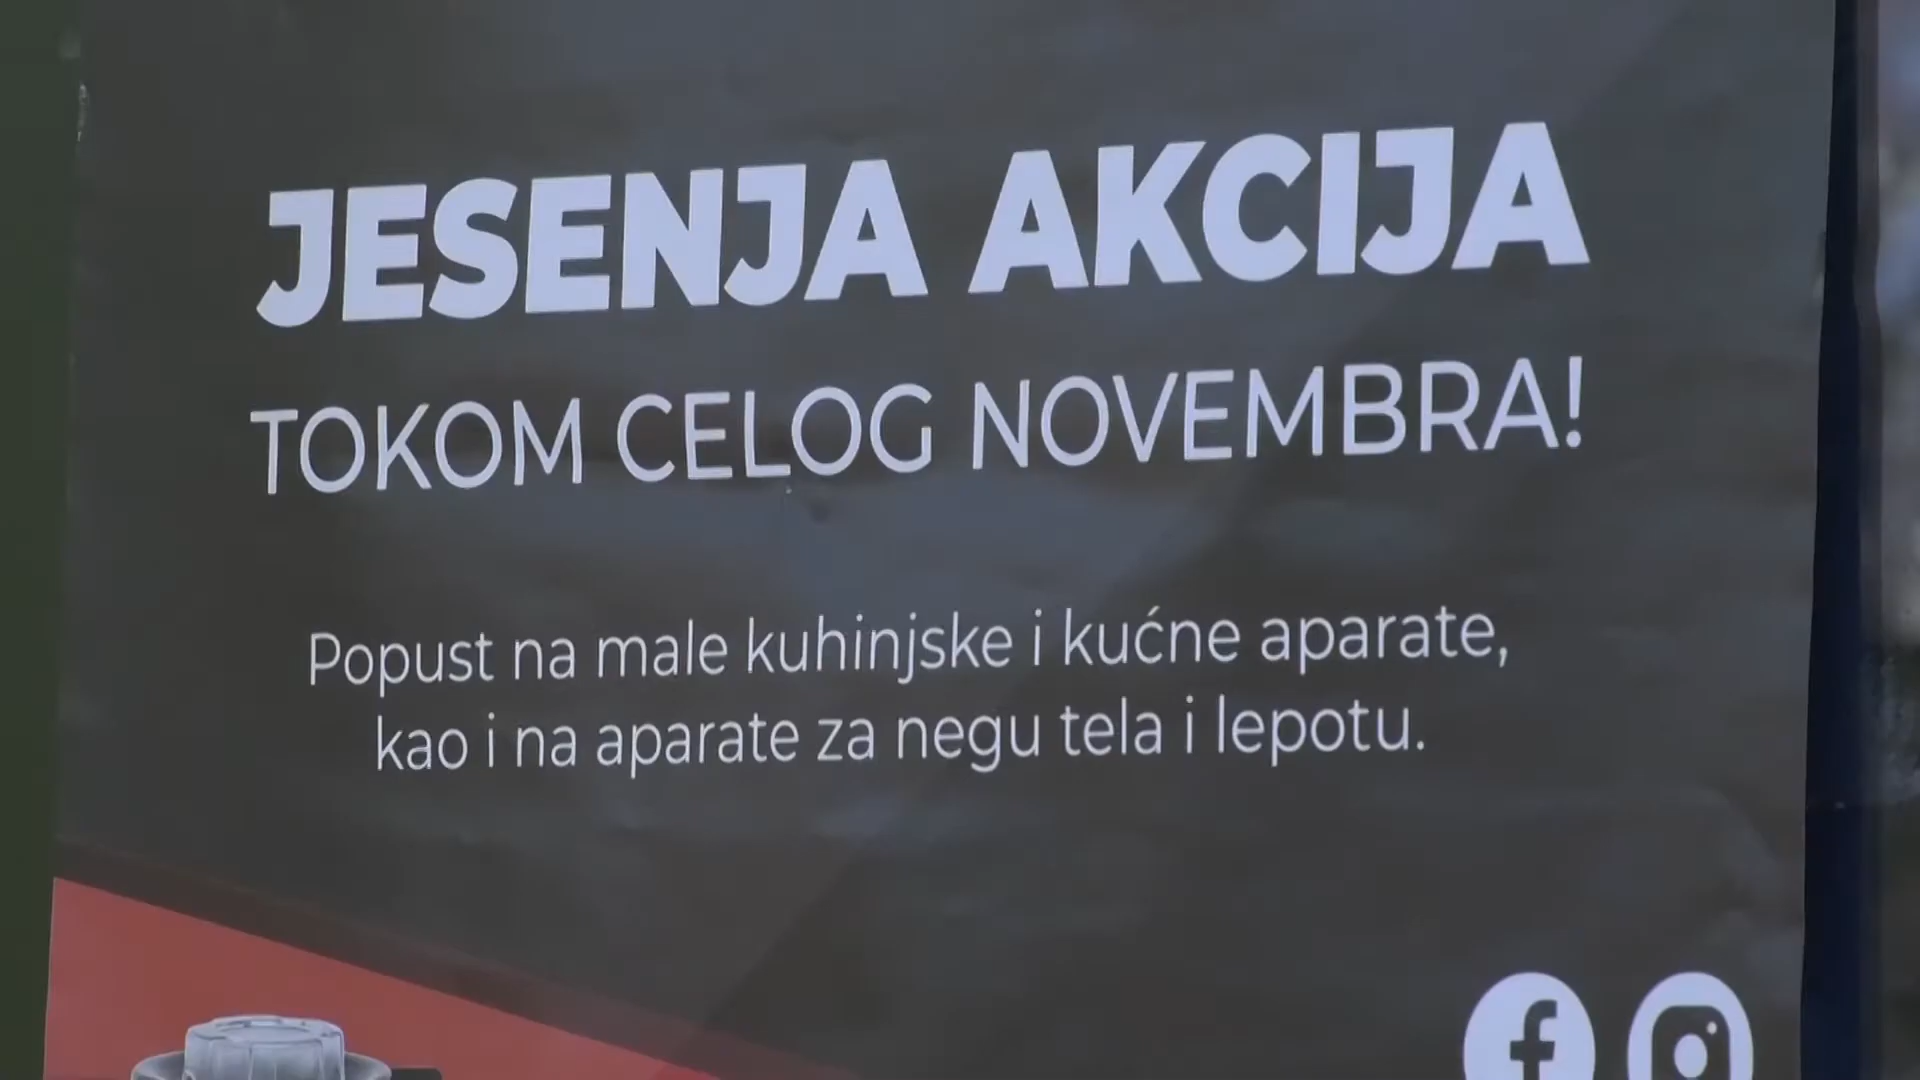 JESENJA AKCIJA
TOKOM CELOG NOVEMBRA!
Popust na male kuhinjske i kućne aparate,
kao i na aparate za negu tela i lepotu.